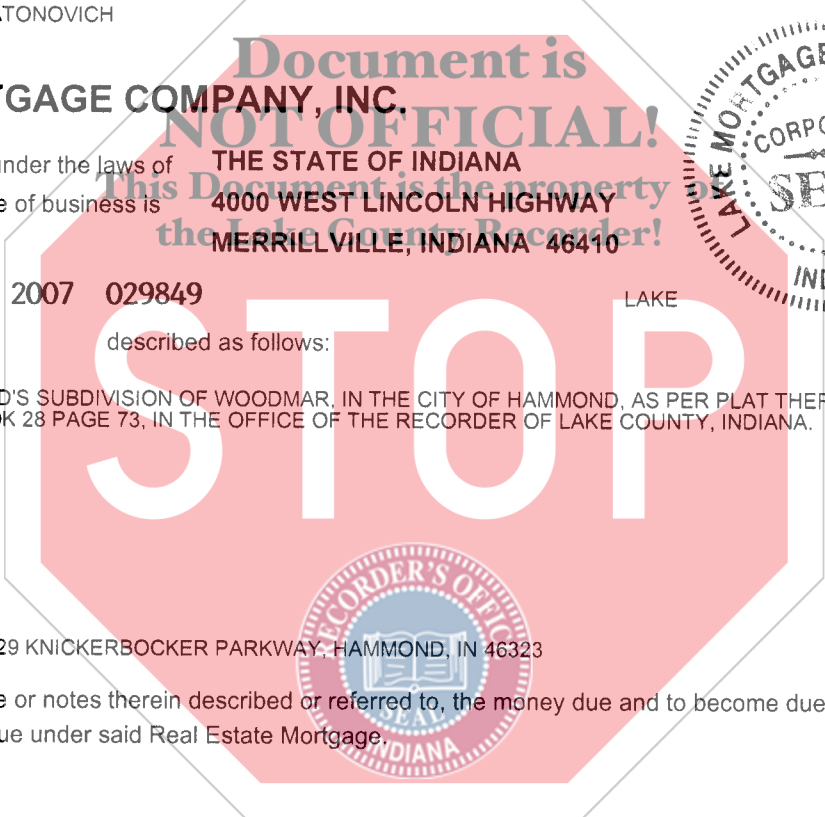 ATONOVICH
Document is
TGAGE COMPANY, INC.
NOT OFFICIAL!
under the laws of THE STATE OF INDIANA
This Document is the property of
e of business is 4000 WEST LINCOLN HIGHWAY
the Lake County Recorder!
MERRILLVILLE, INDIANA 46410
LAKE MORTGAGE
CORPO
SE
IND
2007 029849
LAKE
described as follows:
D'S SUBDIVISION OF WOODMAR, IN THE CITY OF HAMMOND, AS PER PLAT THER
OK 28 PAGE 73, IN THE OFFICE OF THE RECORDER OF LAKE COUNTY, INDIANA.
STOP
RECORDER'S OFFIC
29 KNICKERBOCKER PARKWAY, HAMMOND, IN 46323
e or notes therein described or referred to, the money due and to become due
SEAL
ue under said Real Estate Mortgage.
INDIANA